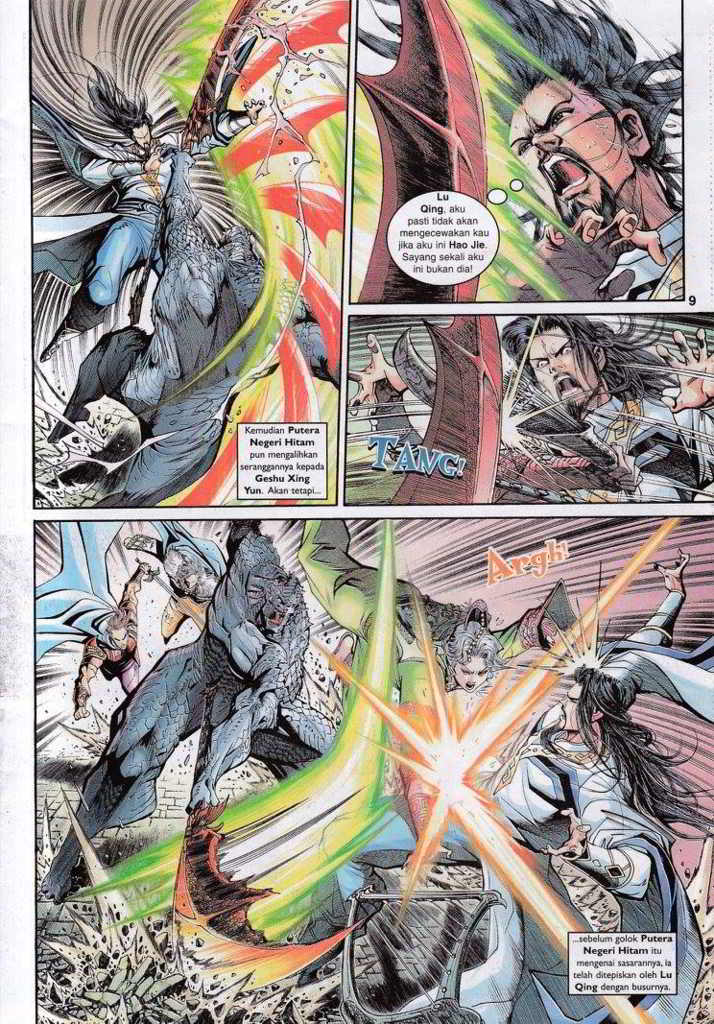 Kemudian Putera
Negeri Hitam
pun mengalihkan
seranggannya kepada
Geshu Xing
Yun. Akan tetapi...
Lu
Qing, aku
pasti tidak akan
mengecewakan kau
jika aku ini Hao Jie.
Sayang sekali aku
ini bukan dia!
9
TANG!
Argh!
...sebelum golok Putera
Negeri Hitam itu
mengenai sasarannya, ia
telah ditepiskan oleh Lu
Qing dengan busurnya.